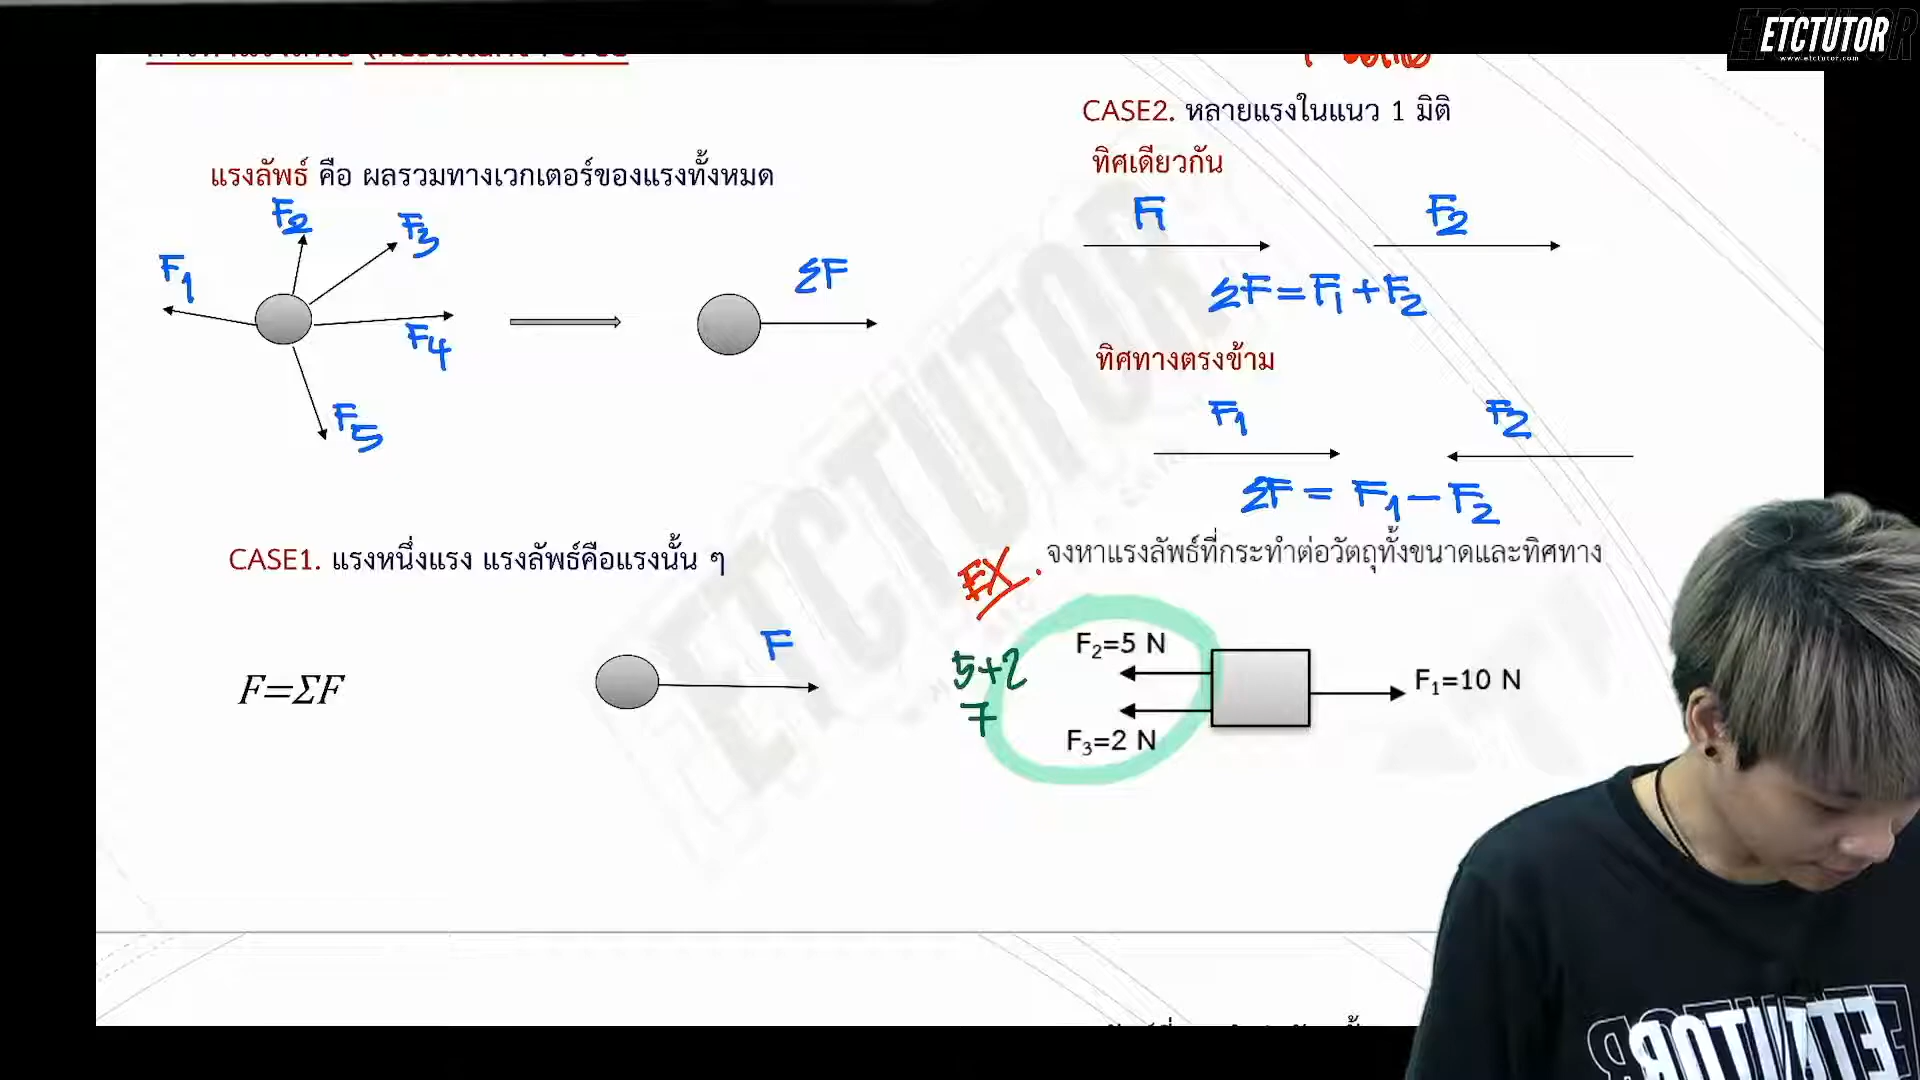 ETCTUTOR
www.etctutor.com
แรงลัพธ์ คือ ผลรวมทางเวกเตอร์ของแรงทั้งหมด
F1
F2
F3
F4
F5
ΣF
CASE1. แรงหนึ่งแรง แรงลัพธ์คือแรงนั้น ๆ
F=ΣF
F
CASE2. หลายแรงในแนว 1 มิติ
ทิศเดียวกัน
F1 F2
ΣF = F1 + F2
ทิศทางตรงข้าม
F1 F2
ΣF = F1 - F2
EX. จงหาแรงลัพธ์ที่กระทำต่อวัตถุทั้งขนาดและทิศทาง
5+2
7
F2=5 N
F1=10 N
F3=2 N
ETCTUTOR